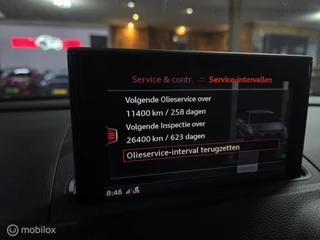 Service & contr. Service-intervallen
Volgende Olieservice over
11400 km / 258 dagen
Volgende Inspectie over
26400 km / 623 dagen
Olieservice-interval terugzetten
8:46
© Mobilox